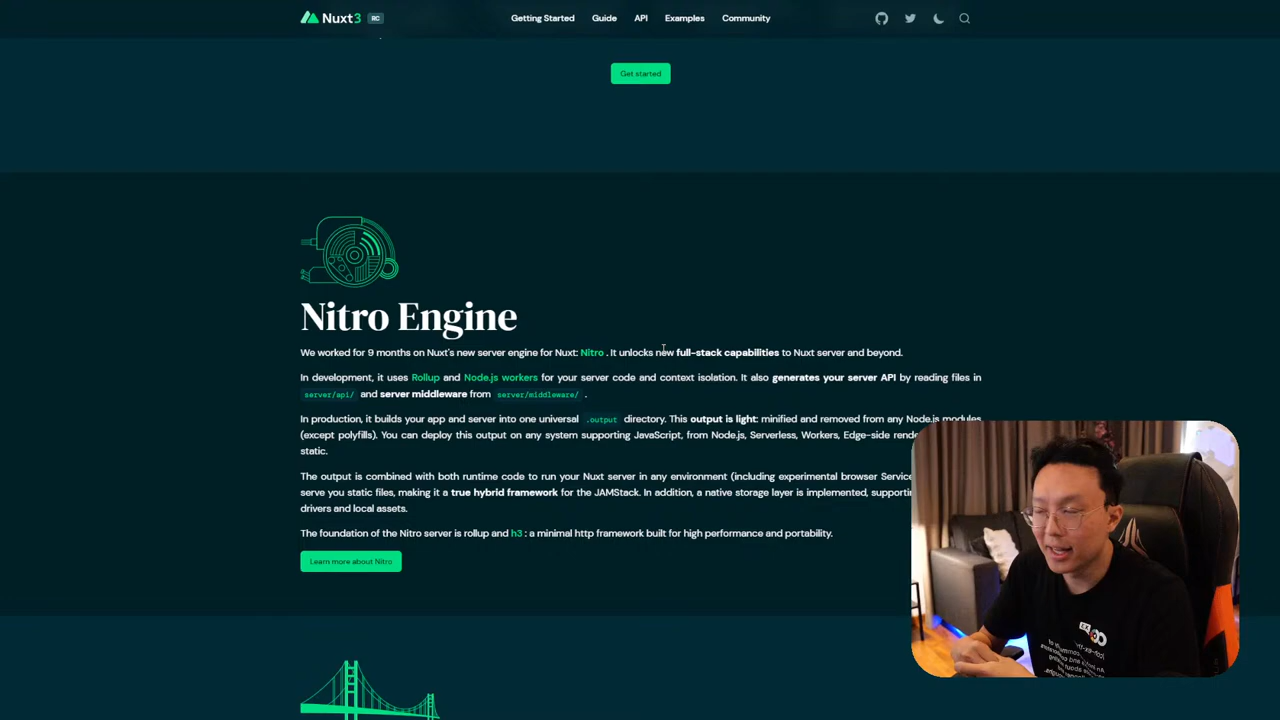 Nuxt3 RC Getting Started Guide API Examples Community
Get started
Nitro Engine
We worked for 9 months on Nuxt's new server engine for Nuxt: Nitro . It unlocks new full-stack capabilities to Nuxt server and beyond.
In development, it uses Rollup and Node.js workers for your server code and context isolation. It also generates your server API by reading files in
server/api/ and server middleware from server/middleware/ .
In production, it builds your app and server into one universal .output directory. This output is light: minified and removed from any Node.js modules
(except polyfills). You can deploy this output on any system supporting JavaScript, from Node.js, Serverless, Workers, Edge-side
static.
The output is combined with both runtime code to run your Nuxt server in any environment (including experimental browser
serve you static files, making it a true hybrid framework for the JAMStack. In addition, a native storage layer is implemented,
drivers and local assets.
The foundation of the Nitro server is rollup and h3 : a minimal http framework built for high performance and portability.
Learn more about Nitro